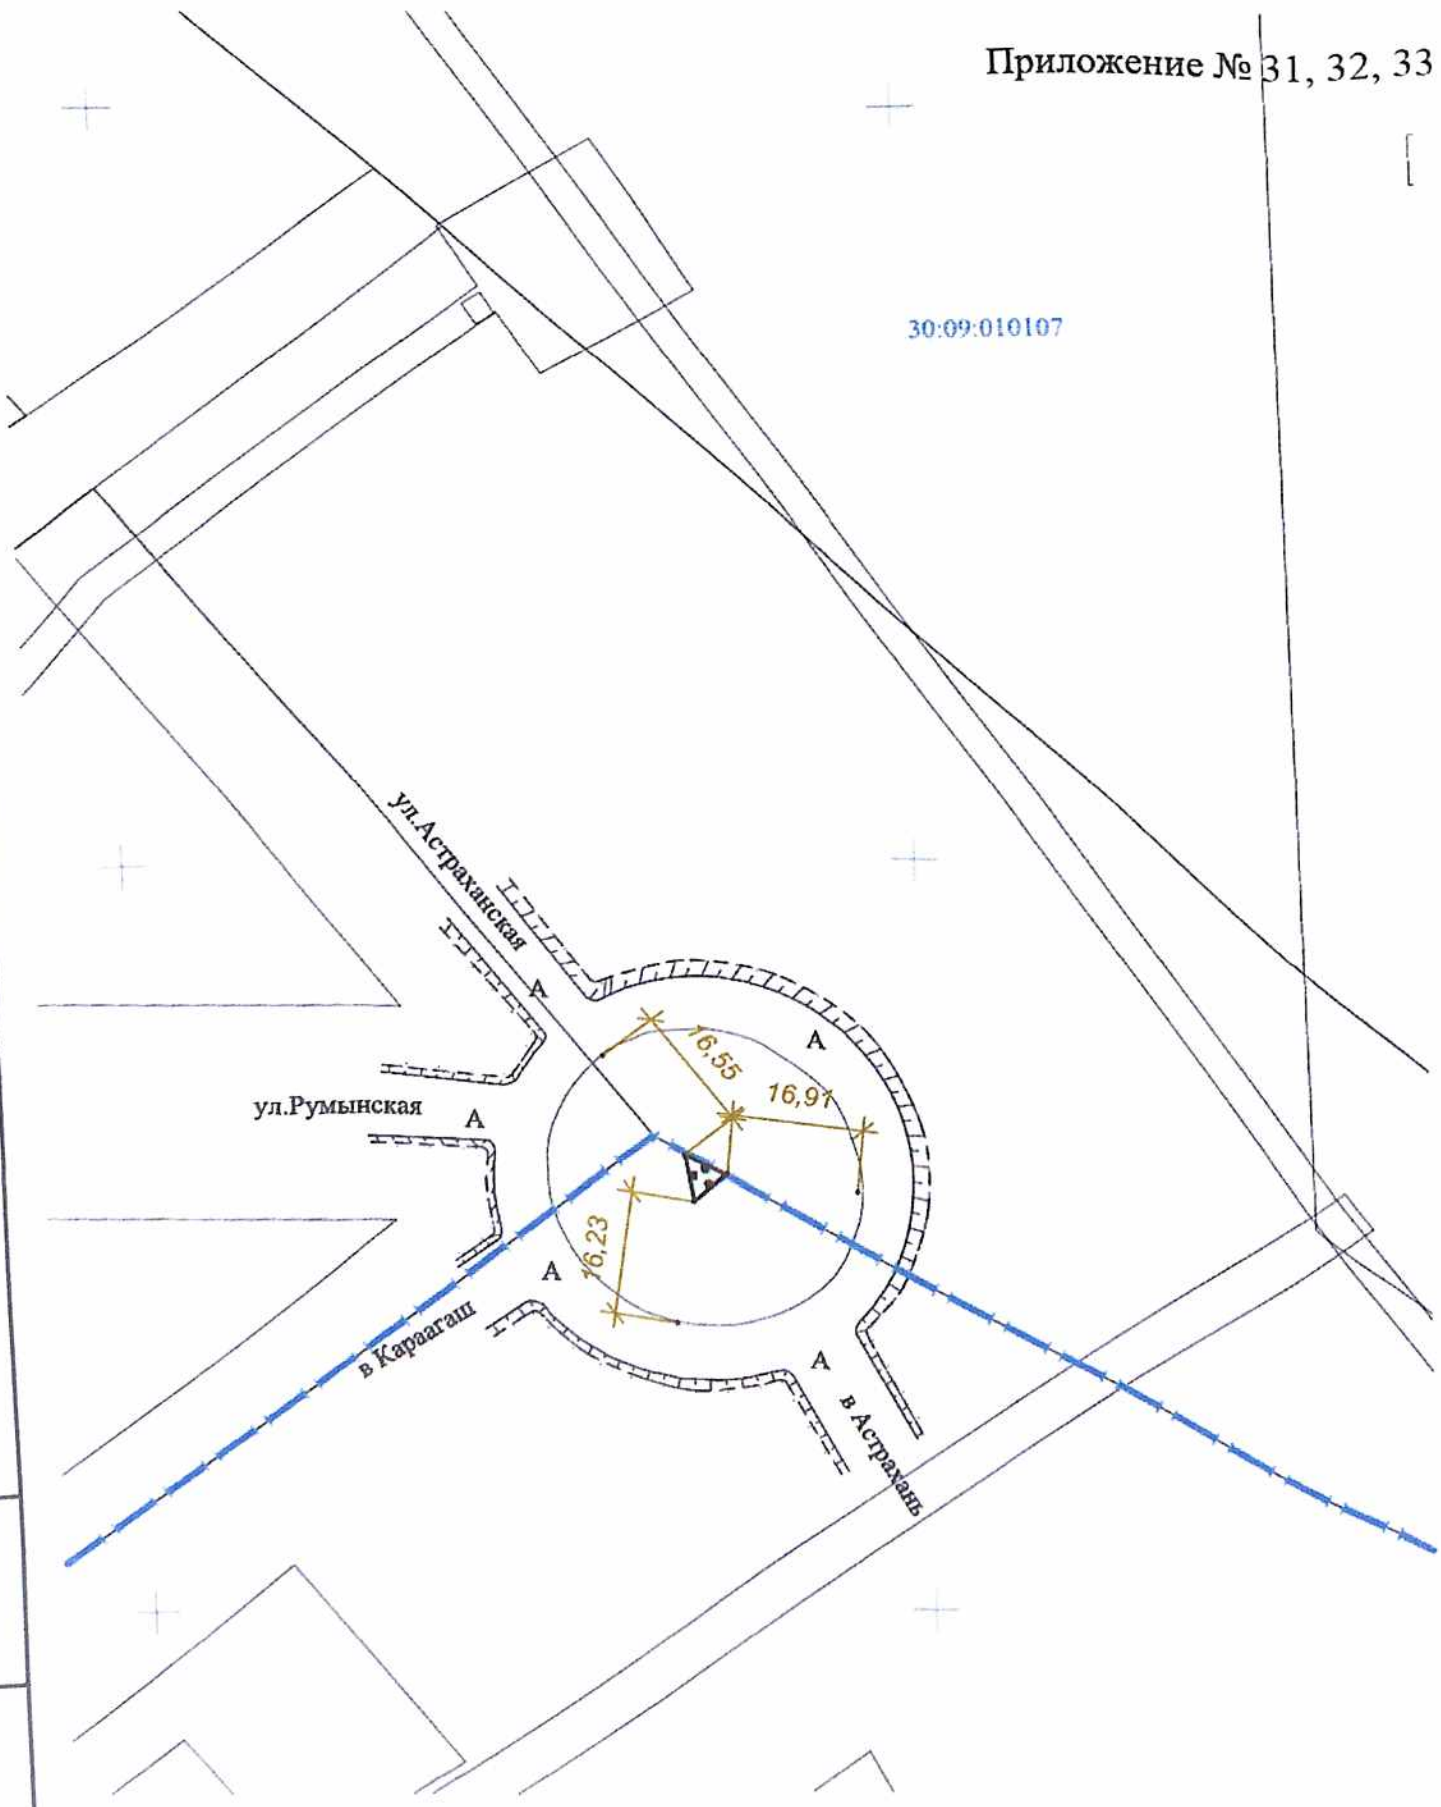 Приложение № 31, 32, 33
30:09:010107
ул.Астраханская
А
А
16,55
16,91
ул.Румынская
А
16,23
А
в Караагаш
А
в Астрахань